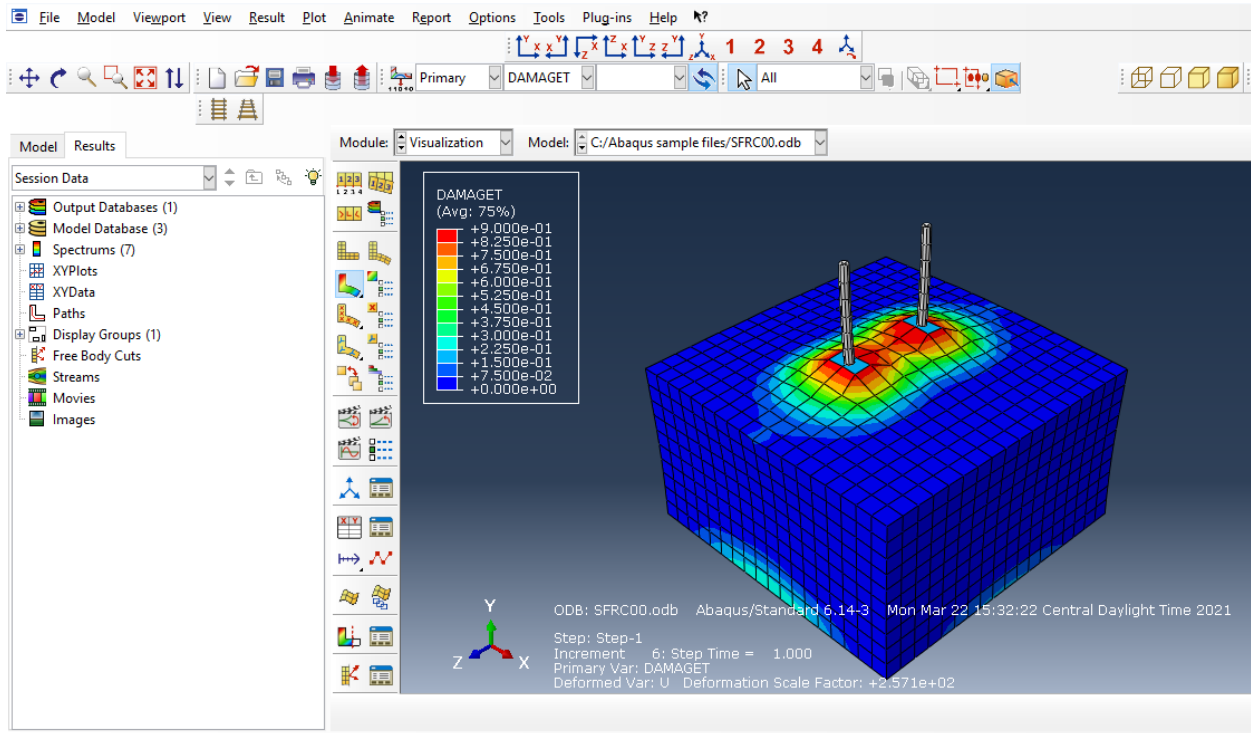 File Model Viewport View Result Plot Animate Report Options Tools Plug-ins Help
1 2 3 4
Primary DAMAGET All
Model Results
Module: Visualization Model: C:/Abaqus sample files/SFRC00.odb
Session Data
Output Databases (1)
Model Database (3)
Spectrums (7)
XYPlots
XYData
Paths
Display Groups (1)
Free Body Cuts
Streams
Movies
Images
DAMAGET
(Avg: 75%)
+9.000e-01
+8.250e-01
+7.500e-01
+6.750e-01
+6.000e-01
+5.250e-01
+4.500e-01
+3.750e-01
+3.000e-01
+2.250e-01
+1.500e-01
+7.500e-02
+0.000e+00
Y
Z X
ODB: SFRC00.odb Abaqus/Standard 6.14-3 Mon Mar 22 15:32:22 Central Daylight Time 2021
Step: Step-1
Increment 6: Step Time = 1.000
Primary Var: DAMAGET
Deformed Var: U Deformation Scale Factor: +2.571e+02